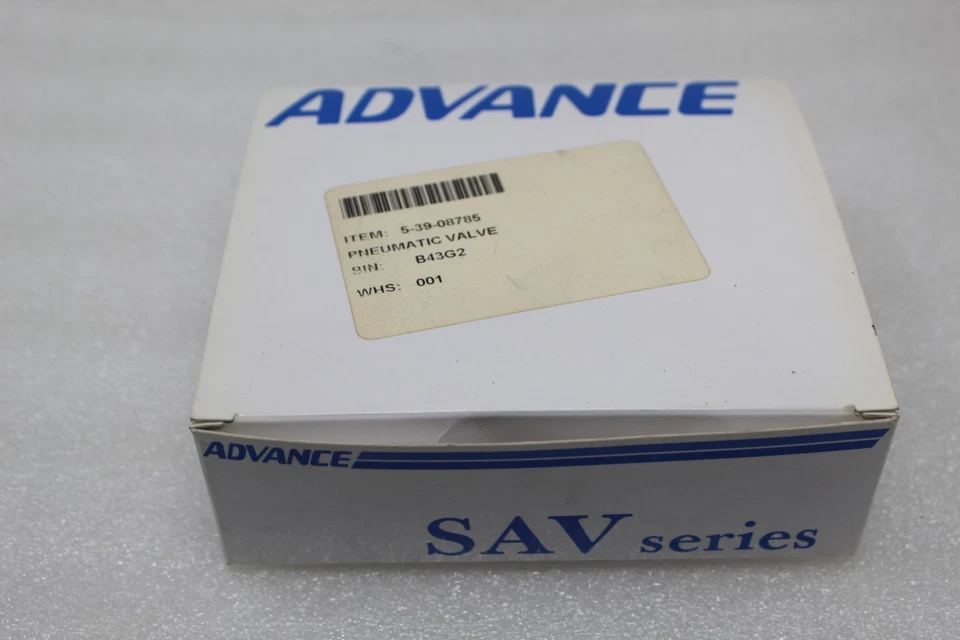 ADVANCE
ITEM: 5-39-08785
PNEUMATIC VALVE
BIN: B43G2
WHS: 001
ADVANCE
SAV series